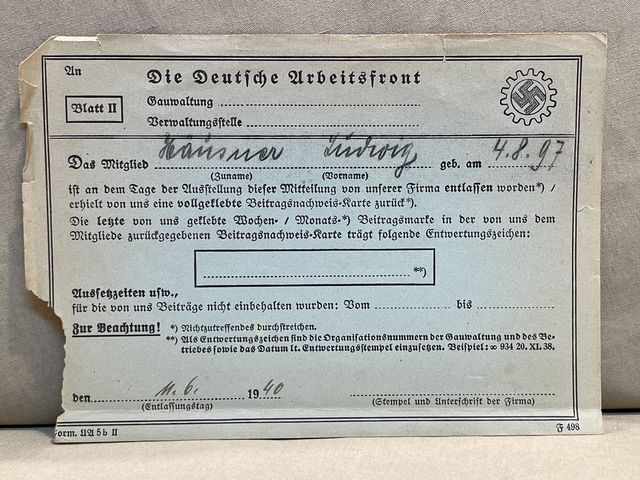 An
Die Deutsche Arbeitsfront
Blatt II
Gauwaltung
Verwaltungsstelle
Das Mitglied Häusner Ludwig geb. am 4.8.97
(Zuname) (Vorname)
ist an dem Tage der Ausstellung dieser Mitteilung von unserer Firma entlassen worden*) /
erhielt von uns eine vollgeklebte Beitragsnachweis-Karte zurück*).
Die letzte von uns geklebte Wochen- / Monats-*) Beitragsmarke in der von uns dem
Mitgliede zurückgegebenen Beitragsnachweis-Karte trägt folgende Entwertungszeichen:
**)
Aussetzzeiten usw.,
für die von uns Beiträge nicht einbehalten wurden: Vom bis
Zur Beachtung! *) Nichtzutreffendes durchstreichen.
**) Als Entwertungszeichen sind die Organisationsnummern der Gauwaltung und des Be-
triebes sowie das Datum lt. Entwertungsstempel einzusetzen. Beispiel: ∞ 934 20. XI. 38.
den 11.6. 1940
(Entlassungstag) (Stempel und Unterschrift der Firma)
Form. AA 5 b II F 498